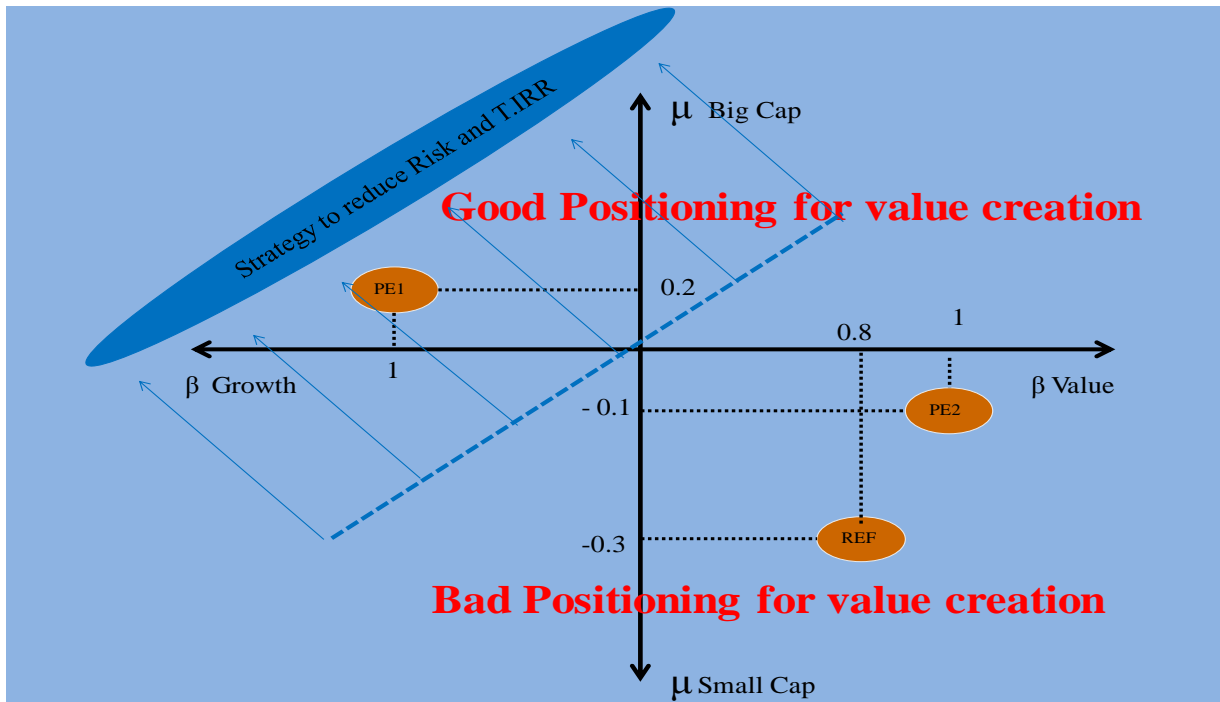 Strategy to reduce Risk and T.IRR
μ Big Cap
Good Positioning for value creation
PE1
0.2
1
0.8
1
β Growth
β Value
- 0.1
PE2
-0.3
REF
Bad Positioning for value creation
μ Small Cap